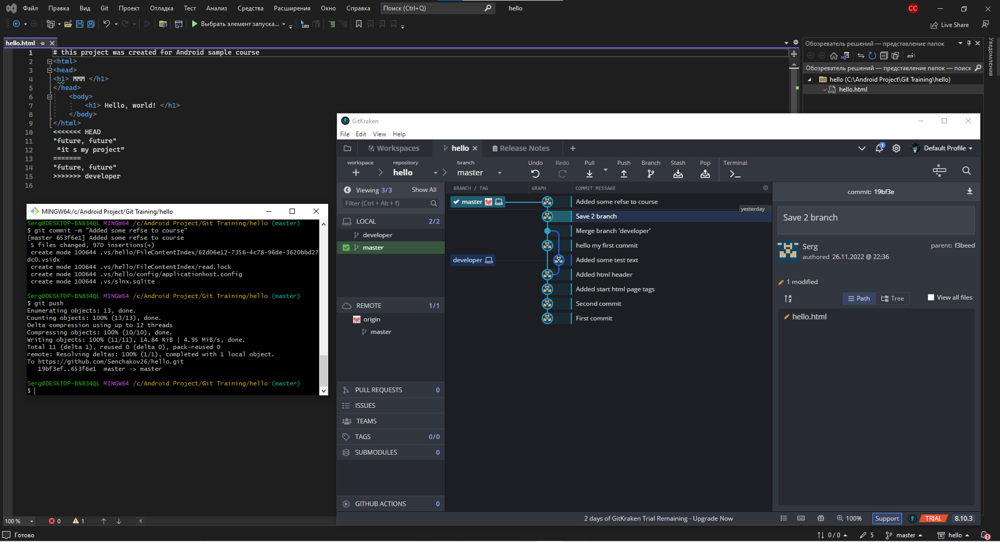 Файл Правка Вид Git Проект Отладка Тест Анализ Средства Расширения Окно Справка Поиск (Ctrl+Q) hello CC
Выбрать элемент запуска... Live Share
hello.html
1 # this project was created for Android sample course
2 <html>
3 <head>
4 <h1> MMM </h1>
5 </head>
6 <body>
7 <h1> Hello, world! </h1>
8 </body>
9 </html>
10 <<<<<<< HEAD
11 "future, future"
12 “it s my project”
13 =======
14 "future, future"
15 >>>>>>> developer
16
Обозреватель решений — представление папок
Обозреватель решений — представление папок — поиск
hello (C:\Android Project\Git Training\hello)
hello.html
Уведомления
MINGW64:/c/Android Project/Git Training/hello
Serg@DESKTOP-BN834QL MINGW64 /c/Android Project/Git Training/hello (master)
$ git commit -m "Added some refse to course"
[master 653f6e1] Added some refse to course
5 files changed, 970 insertions(+)
create mode 100644 .vs/hello/FileContentIndex/62d06e12-7356-4c78-96de-3620bbd27
dc0.vsidx
create mode 100644 .vs/hello/FileContentIndex/read.lock
create mode 100644 .vs/hello/config/applicationhost.config
create mode 100644 .vs/slnx.sqlite
Serg@DESKTOP-BN834QL MINGW64 /c/Android Project/Git Training/hello (master)
$ git push
Enumerating objects: 13, done.
Counting objects: 100% (13/13), done.
Delta compression using up to 12 threads
Compressing objects: 100% (10/10), done.
Writing objects: 100% (11/11), 14.84 KiB | 4.95 MiB/s, done.
Total 11 (delta 1), reused 0 (delta 0), pack-reused 0
remote: Resolving deltas: 100% (1/1), completed with 1 local object.
To https://github.com/Senchakov26/hello.git
19bf3ef..653f6e1 master -> master
Serg@DESKTOP-BN834QL MINGW64 /c/Android Project/Git Training/hello (master)
$
GitKraken
File Edit View Help
Workspaces hello Release Notes 1 Default Profile
workspace repository branch Undo Redo Pull Push Branch Stash Pop Terminal
hello master
Viewing 3/3 Show All
Filter (Ctrl + Alt + f)
LOCAL 2/2
developer
master
REMOTE 1/1
origin
master
PULL REQUESTS 0
ISSUES
TEAMS
TAGS 0/0
SUBMODULES 0
GITHUB ACTIONS 0
BRANCH / TAG GRAPH COMMIT MESSAGE
master Added some refse to course
yesterday
Save 2 branch
Merge branch 'developer'
hello my first commit
developer Added some test text
Added html header
Added start html page tags
Second commit
First commit
commit: 19bf3e
Save 2 branch
Serg parent: f3beed
authored 26.11.2022 @ 22:36
1 modified
Path Tree View all files
hello.html
2 days of GitKraken Trial Remaining - Upgrade Now 100% Support TRIAL 8.10.3
100 % 0 1
Готово 0 / 0 5 master hello 1